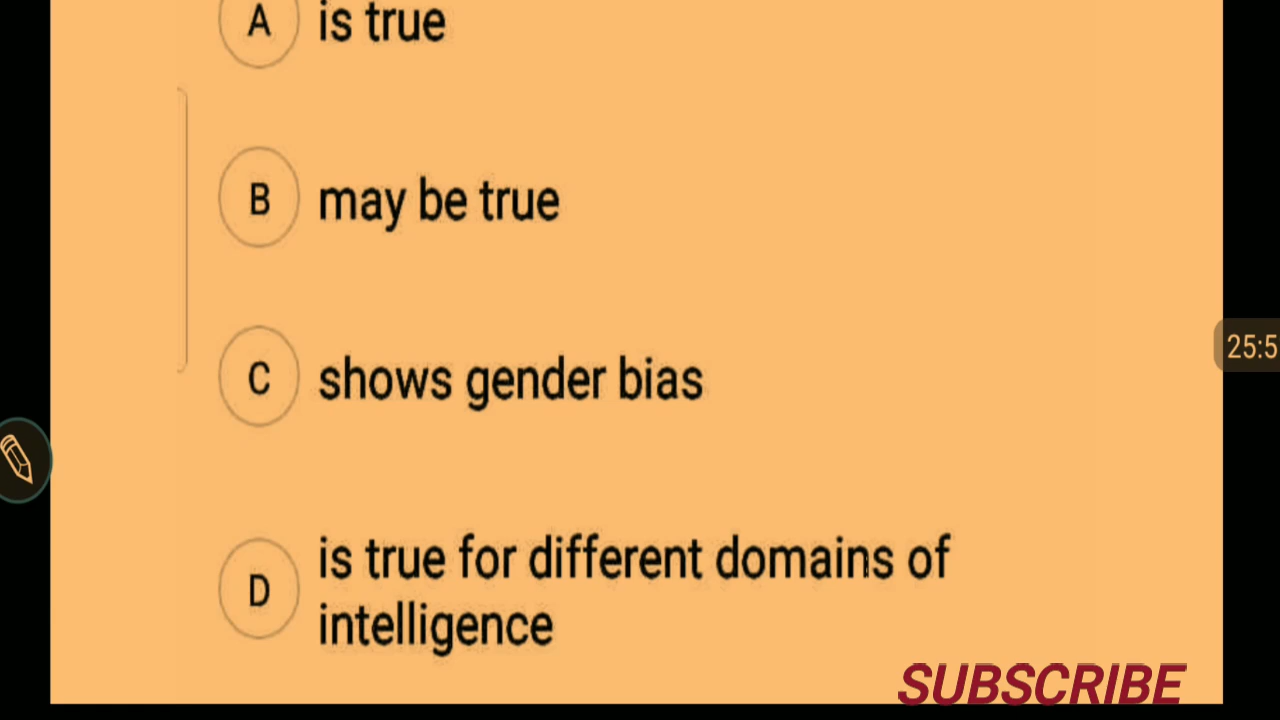 A is true
B may be true
25:5
C shows gender bias
D is true for different domains of
intelligence
SUBSCRIBE